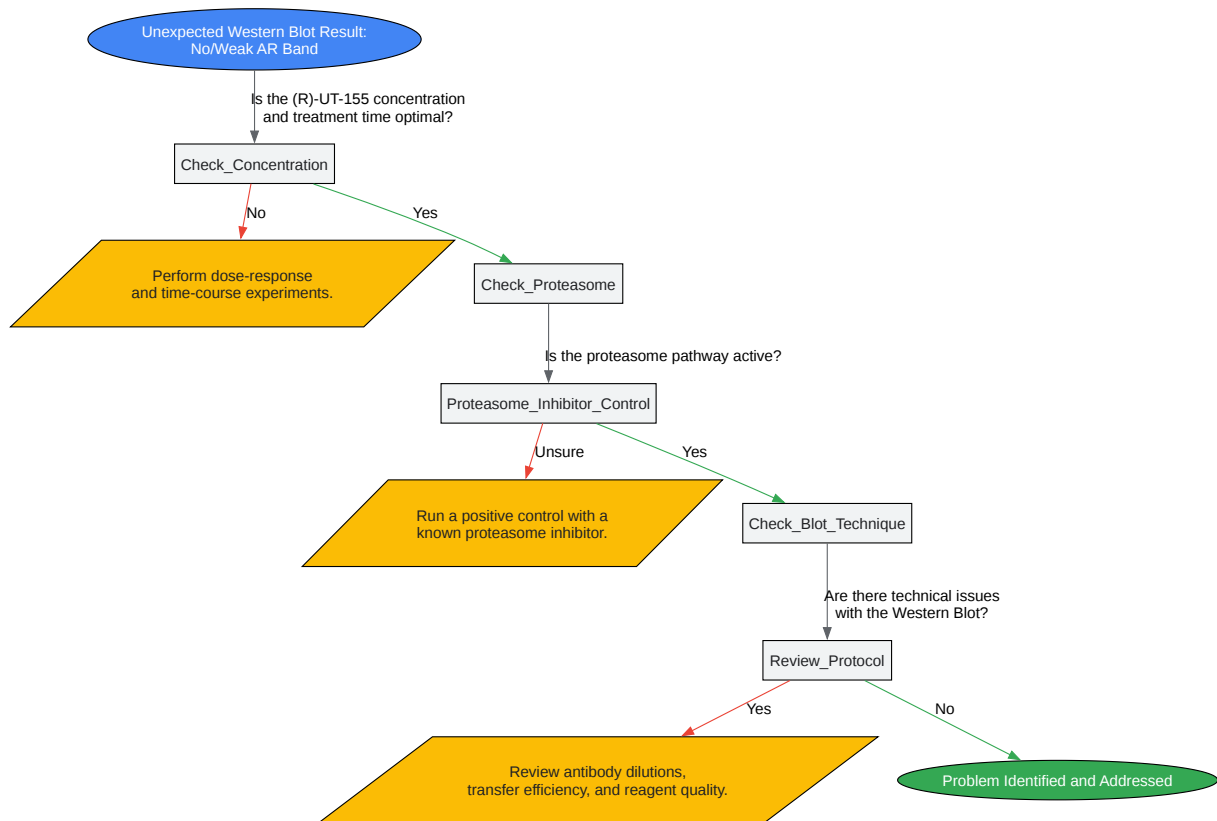 Unexpected Western Blot Result:
No/Weak AR Band
Is the (R)-UT-155 concentration
and treatment time optimal?
Check_Concentration
No
Yes
Perform dose-response
and time-course experiments.
Check_Proteasome
Is the proteasome pathway active?
Proteasome_Inhibitor_Control
Unsure
Yes
Run a positive control with a
known proteasome inhibitor.
Check_Blot_Technique
Are there technical issues
with the Western Blot?
Review_Protocol
Yes
No
Review antibody dilutions,
transfer efficiency, and reagent quality.
Problem Identified and Addressed